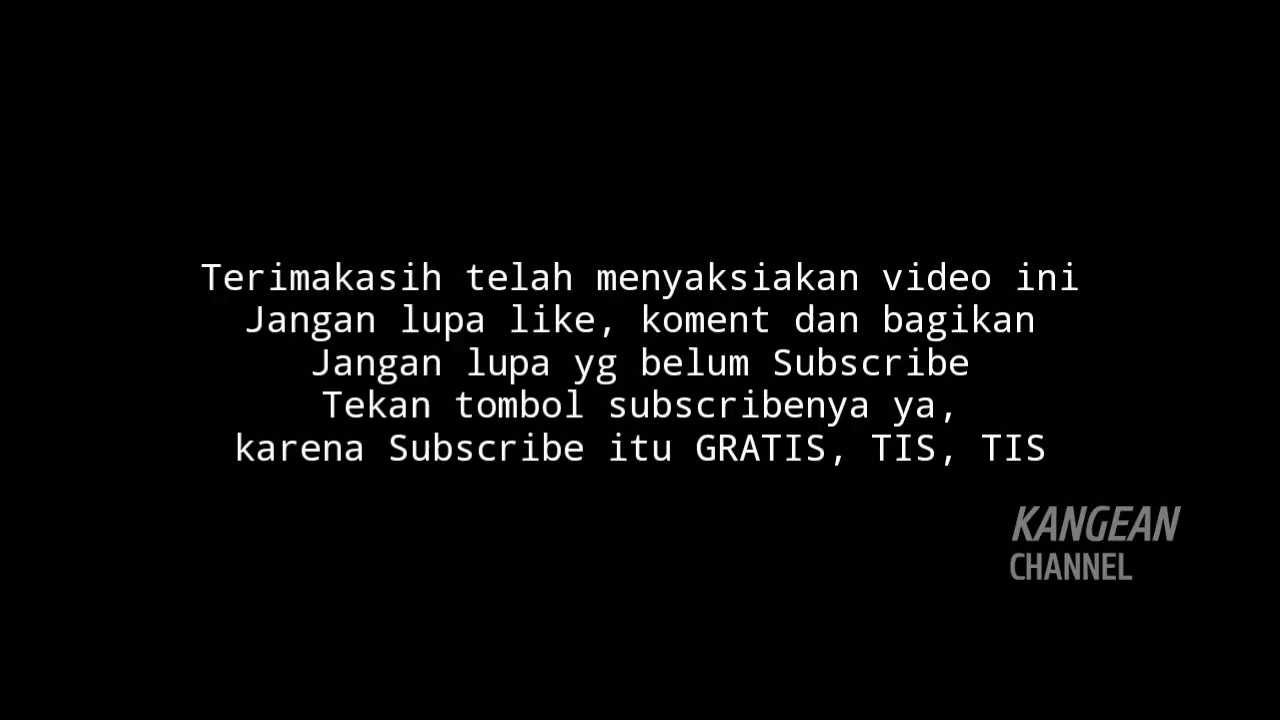 Terimakasih telah menyaksiakan video ini
Jangan lupa like, koment dan bagikan
Jangan lupa yg belum Subscribe
Tekan tombol subscribenya ya,
karena Subscribe itu GRATIS, TIS, TIS
KANGEAN
CHANNEL